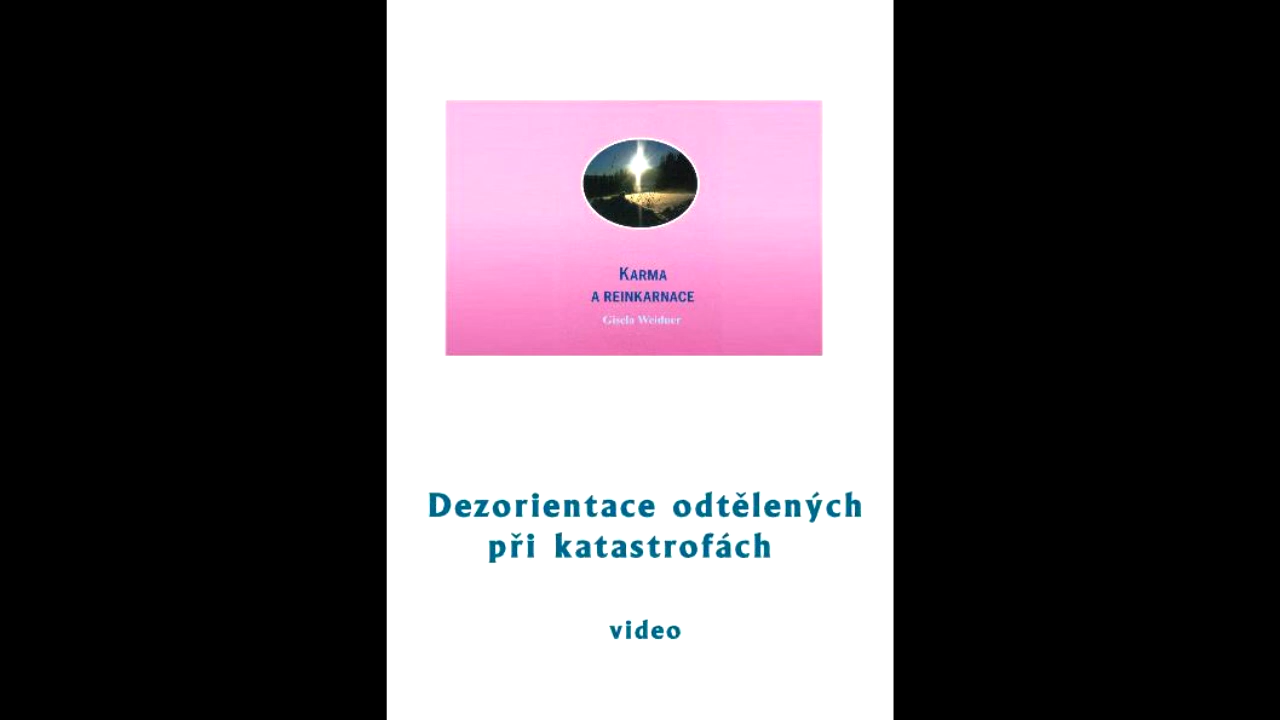 KARMA
A REINKARNACE
Gisela Weidner
Dezorientace odtělených
při katastrofách
video